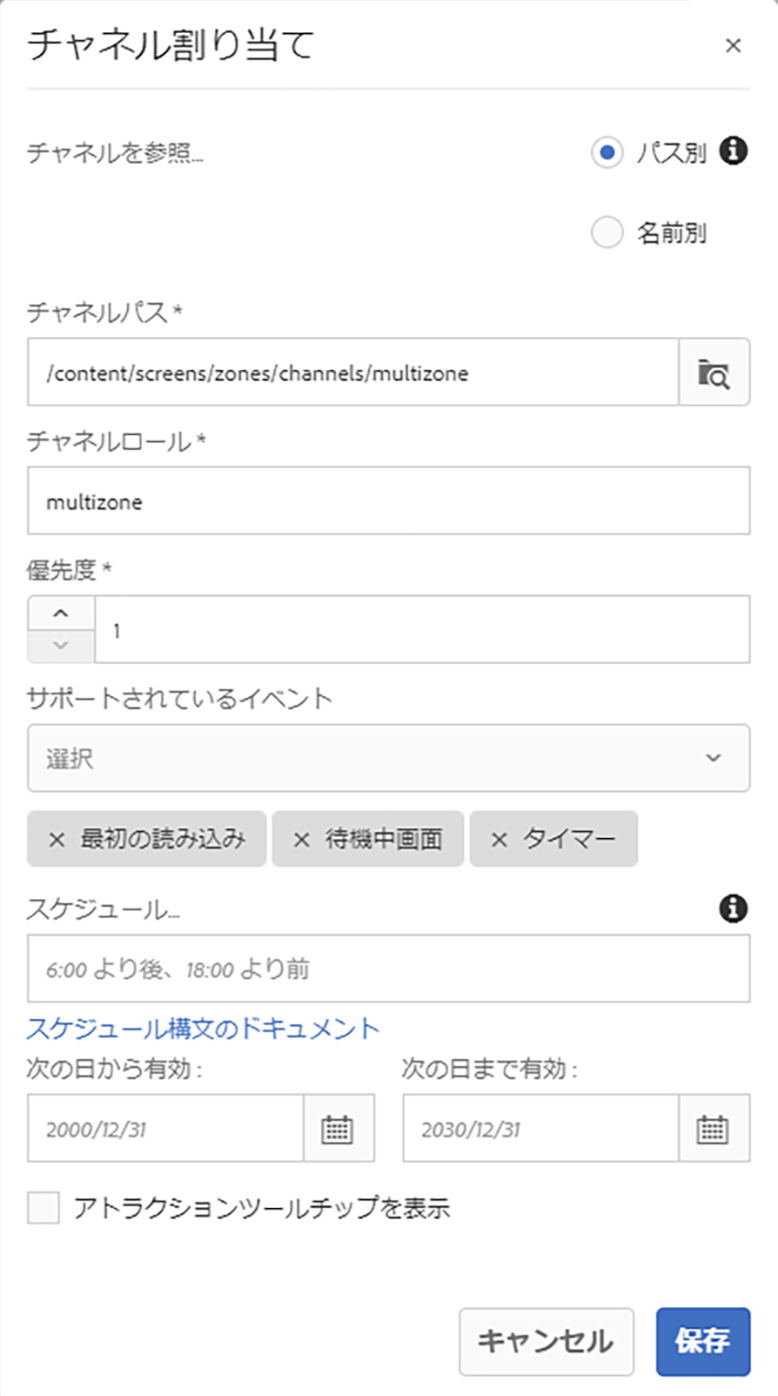 チャネル割り当て
チャネルを参照...
パス別
名前別
チャネルパス *
/content/screens/zones/channels/multizone
チャネルロール *
multizone
優先度 *
1
サポートされているイベント
選択
× 最初の読み込み × 待機中画面 × タイマー
スケジュール...
6:00 より後、18:00 より前
スケジュール構文のドキュメント
次の日から有効 : 次の日まで有効 :
2000/12/31 2030/12/31
アトラクションツールチップを表示
キャンセル 保存